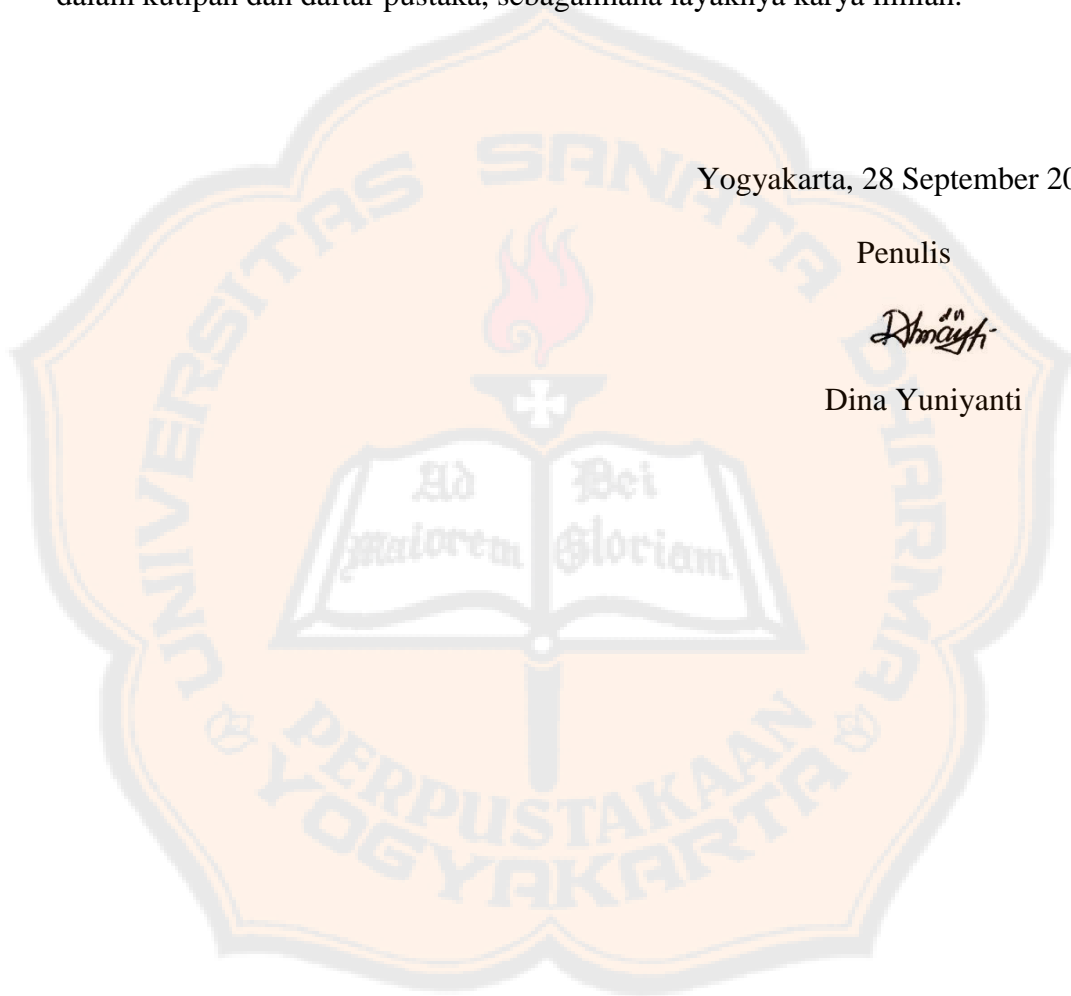 dalam kutipan dan daftar pustaka, sebagaimana layaknya karya ilmiah.
Yogyakarta, 28 September 20
Penulis
Dina Yuniyanti
UNIVERSITAS SANATA DHARMA
Ad Dei
Maiorem Gloriam
PERPUSTAKAAN
YOGYAKARTA